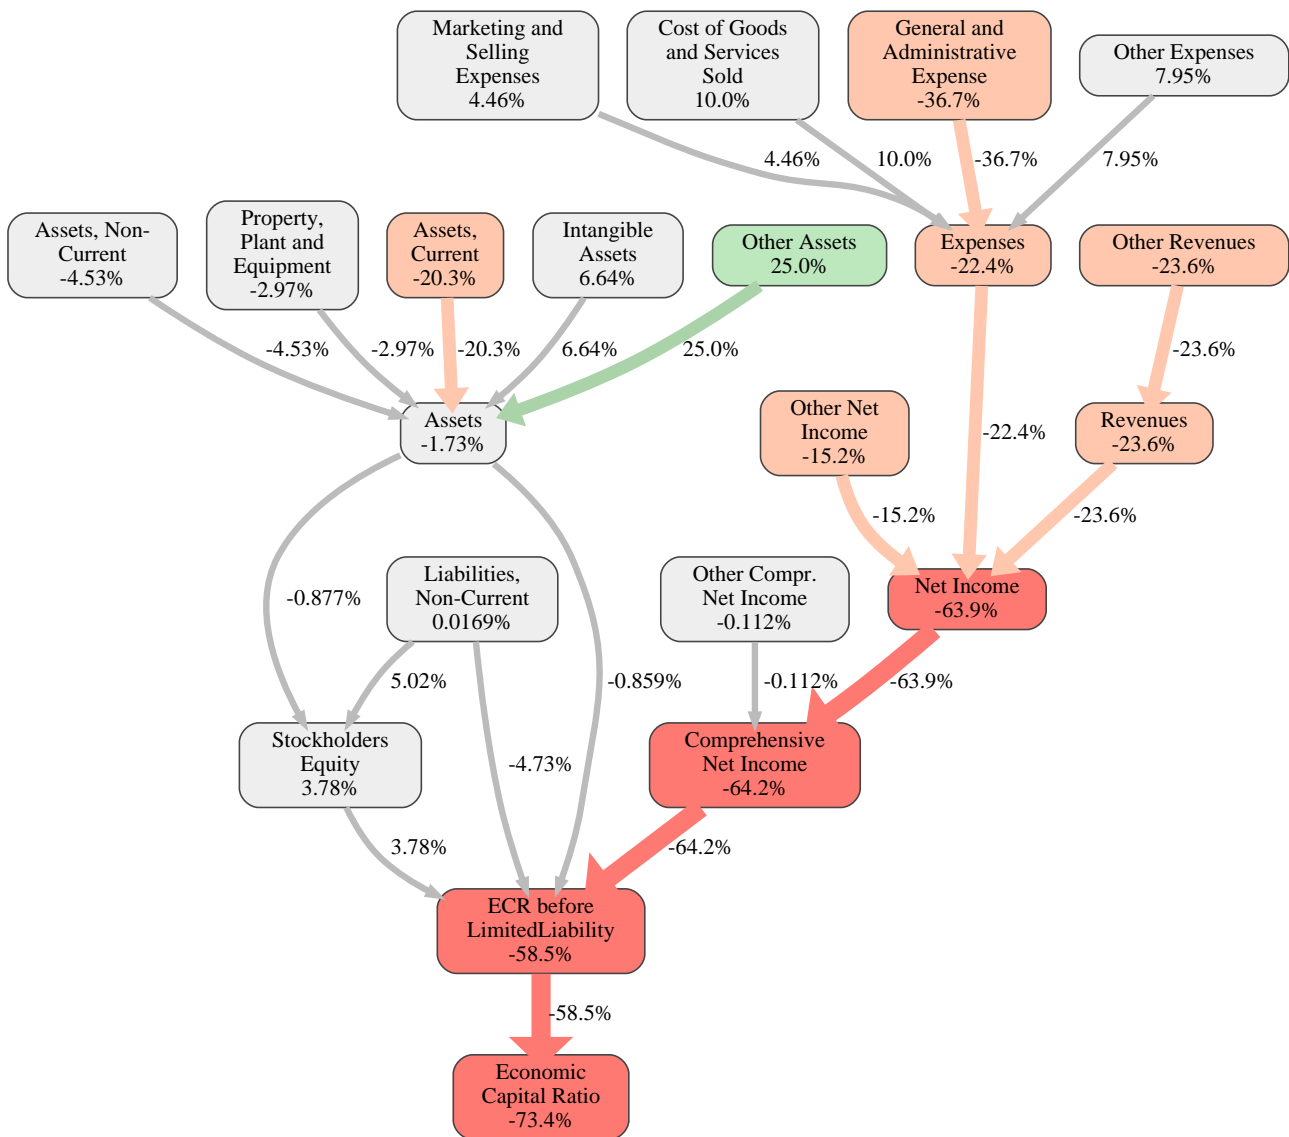 Marketing and
Selling
Expenses
4.46%
Cost of Goods
and Services
Sold
10.0%
General and
Administrative
Expense
-36.7%
Other Expenses
7.95%
4.46%
10.0%
-36.7%
7.95%
Assets, Non-
Current
-4.53%
Property,
Plant and
Equipment
-2.97%
Assets,
Current
-20.3%
Intangible
Assets
6.64%
Other Assets
25.0%
Expenses
-22.4%
Other Revenues
-23.6%
-4.53%
-2.97%
-20.3%
6.64%
25.0%
-23.6%
Assets
-1.73%
Other Net
Income
-15.2%
-22.4%
Revenues
-23.6%
-15.2%
-23.6%
-0.877%
Liabilities,
Non-Current
0.0169%
Other Compr.
Net Income
-0.112%
Net Income
-63.9%
5.02%
-0.859%
-0.112%
-63.9%
Stockholders
Equity
3.78%
-4.73%
Comprehensive
Net Income
-64.2%
3.78%
-64.2%
ECR before
LimitedLiability
-58.5%
-58.5%
Economic
Capital Ratio
-73.4%